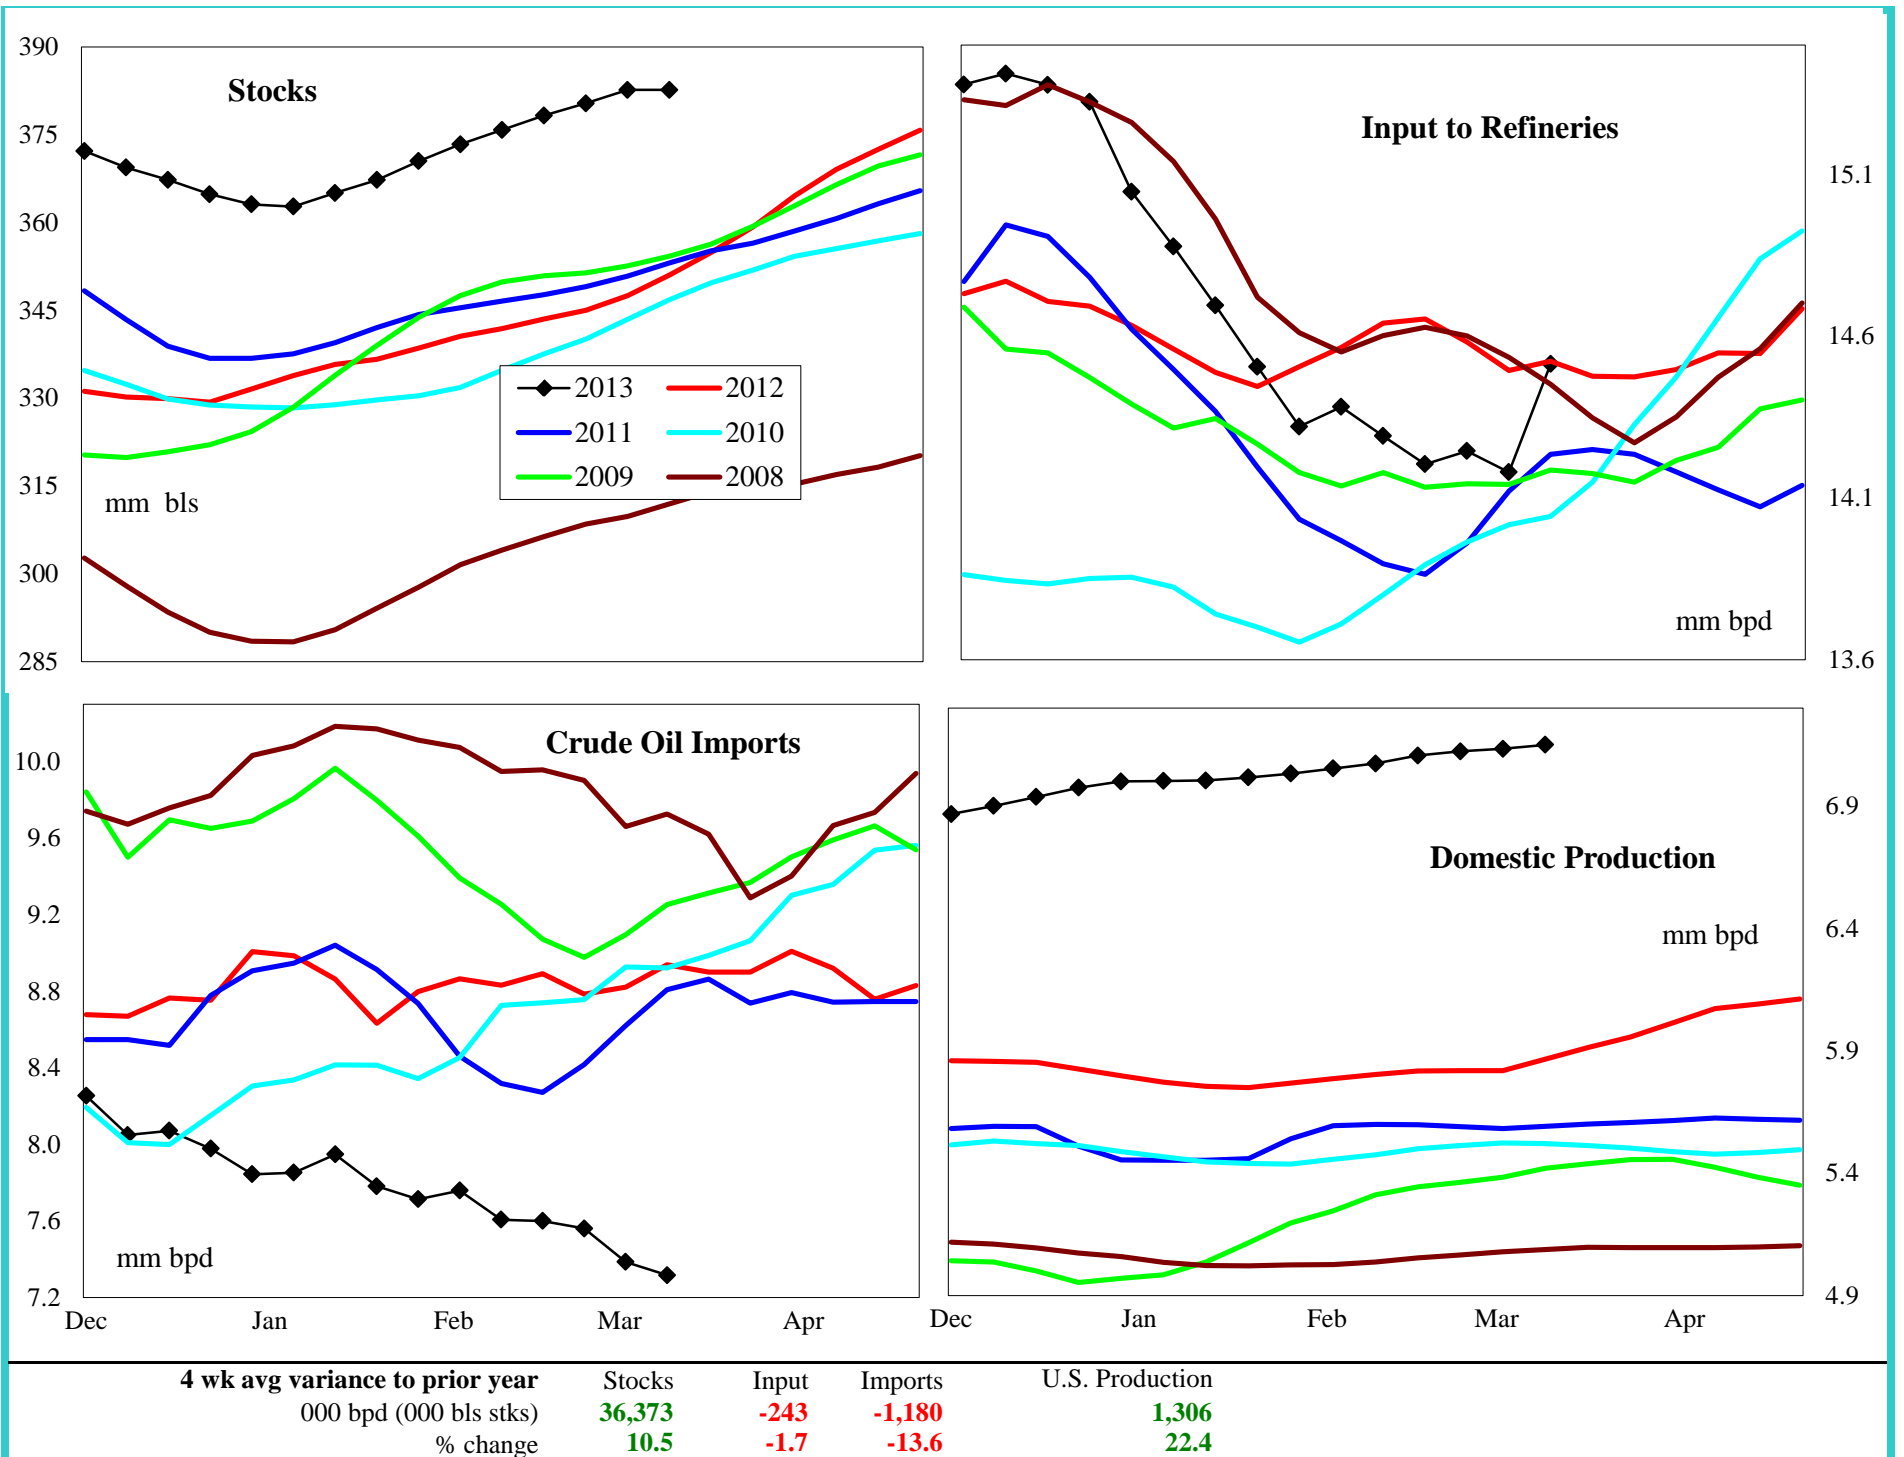 Stocks
390
375
360
345
330
315
300
285
mm bls
2013 2012
2011 2010
2009 2008
Input to Refineries
15.1
14.6
14.1
13.6
mm bpd
Crude Oil Imports
10.0
9.6
9.2
8.8
8.4
8.0
7.6
7.2
mm bpd
Dec Jan Feb Mar Apr
Domestic Production
6.9
6.4
5.9
5.4
4.9
mm bpd
Dec Jan Feb Mar Apr
4 wk avg variance to prior year Stocks Input Imports U.S. Production
000 bpd (000 bls stks) 36,373 -243 -1,180 1,306
% change 10.5 -1.7 -13.6 22.4